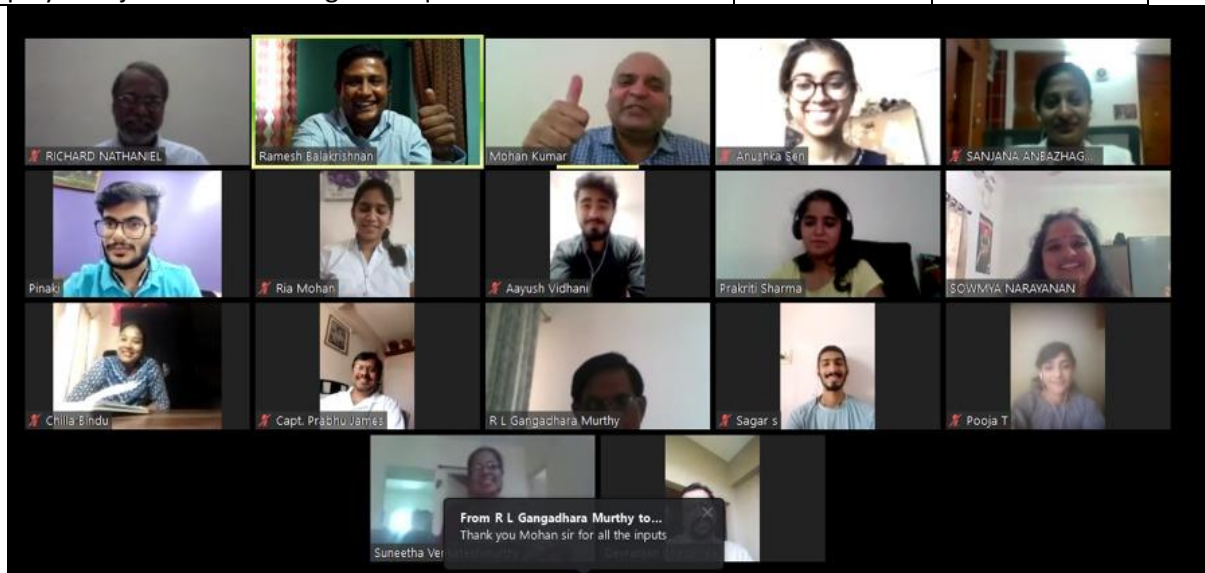 RICHARD NATHANIEL
Ramesh Balakrishnan
Mohan Kumar
Anushka Sen
SANJANA ANBAZHAG...
Pinaki
Ria Mohan
Aayush Vidhani
Prakriti Sharma
SOWMYA NARAYANAN
Chilla Bindu
Capt. Prabhu James
R L Gangadhara Murthy
Sagar s
Pooja T
From R L Gangadhara Murthy to...
Thank you Mohan sir for all the inputs
Suneetha